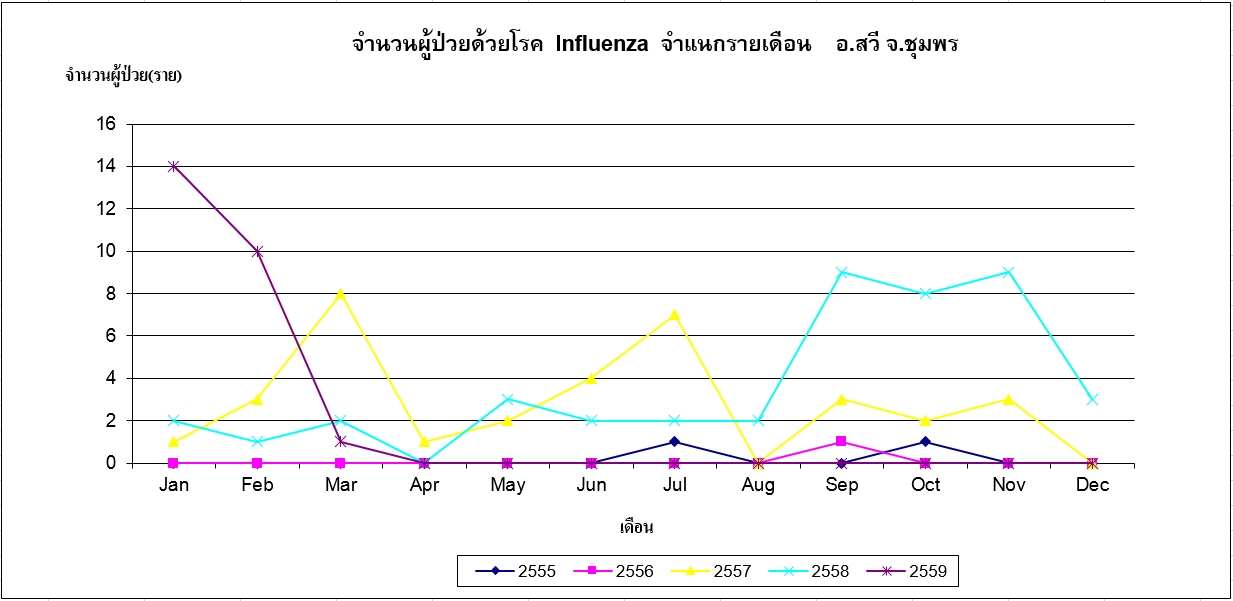 จำนวนผู้ป่วยด้วยโรค Influenza จำแนกรายเดือน อ.สวี จ.ชุมพร
จำนวนผู้ป่วย(ราย)
16
14
12
10
8
6
4
2
0
Jan Feb Mar Apr May Jun Jul Aug Sep Oct Nov Dec
เดือน
2555 2556 2557 2558 2559